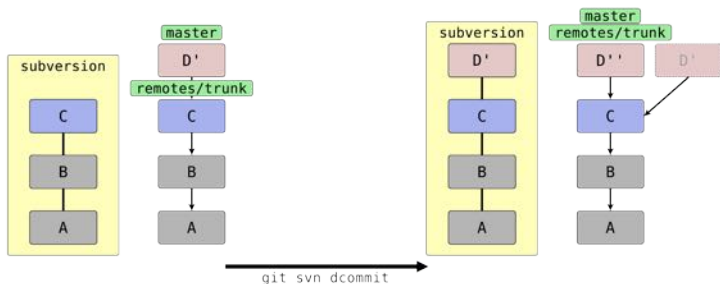 master
D'
subversion
remotes/trunk
C
C
B
B
A
A
git svn dcommit
master
remotes/trunk
subversion
D'
D''
D'
C
C
B
B
A
A